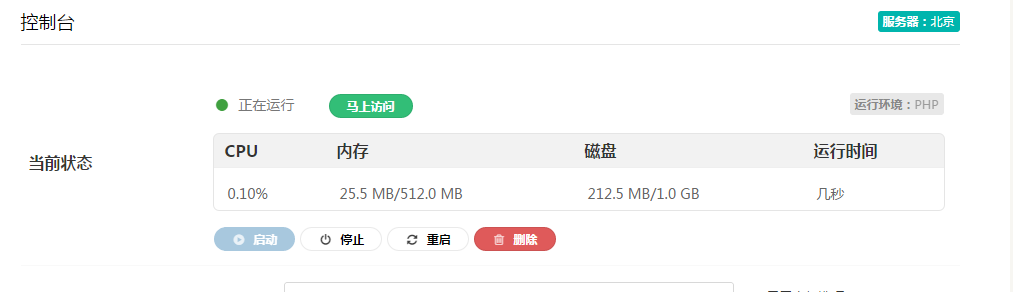 控制台
服务器：北京
正在运行
马上访问
运行环境：PHP
当前状态
CPU 内存 磁盘 运行时间
0.10% 25.5 MB/512.0 MB 212.5 MB/1.0 GB 几秒
启动 停止 重启 删除